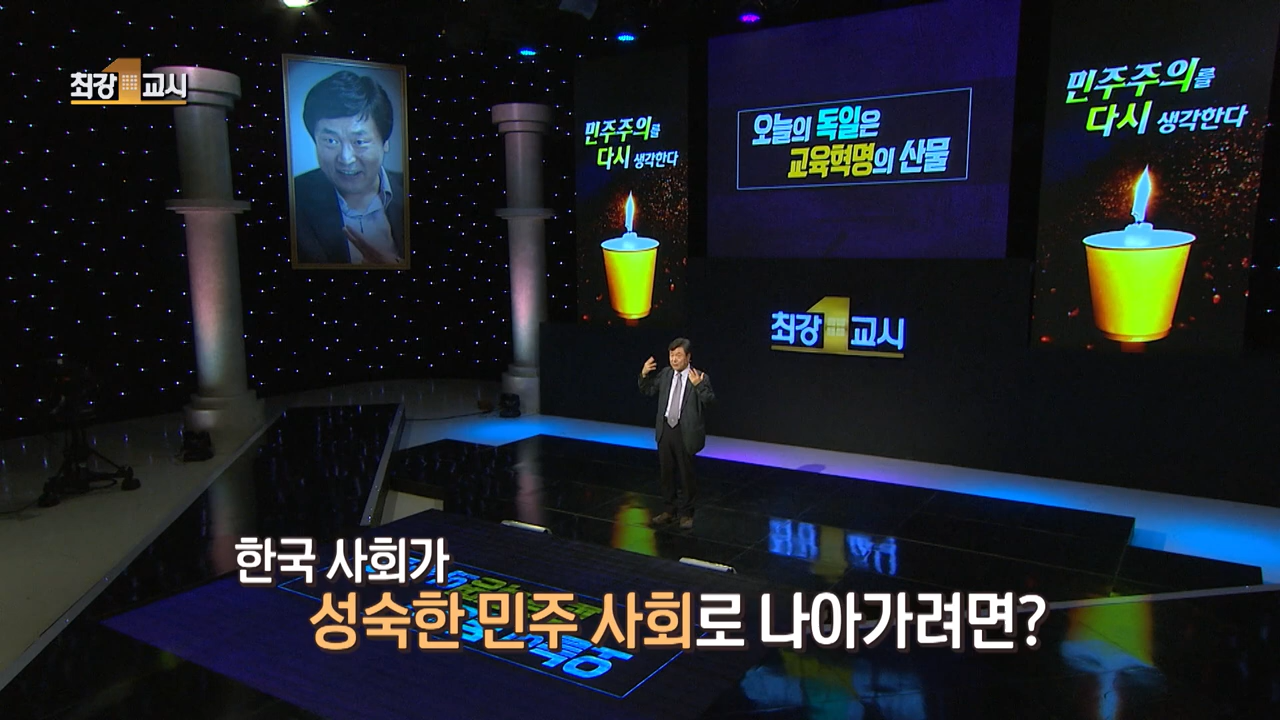 최강1교시
민주주의를
다시 생각한다
오늘의 독일은
교육혁명의 산물
민주주의를
다시 생각한다
최강1교시
한국 사회가
성숙한 민주 사회로 나아가려면?